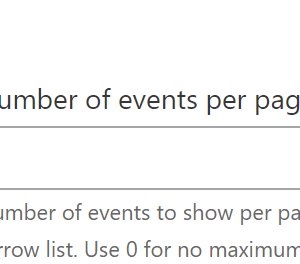 umber of events per pag
umber of events to show per pa
rrow list. Use 0 for no maximum